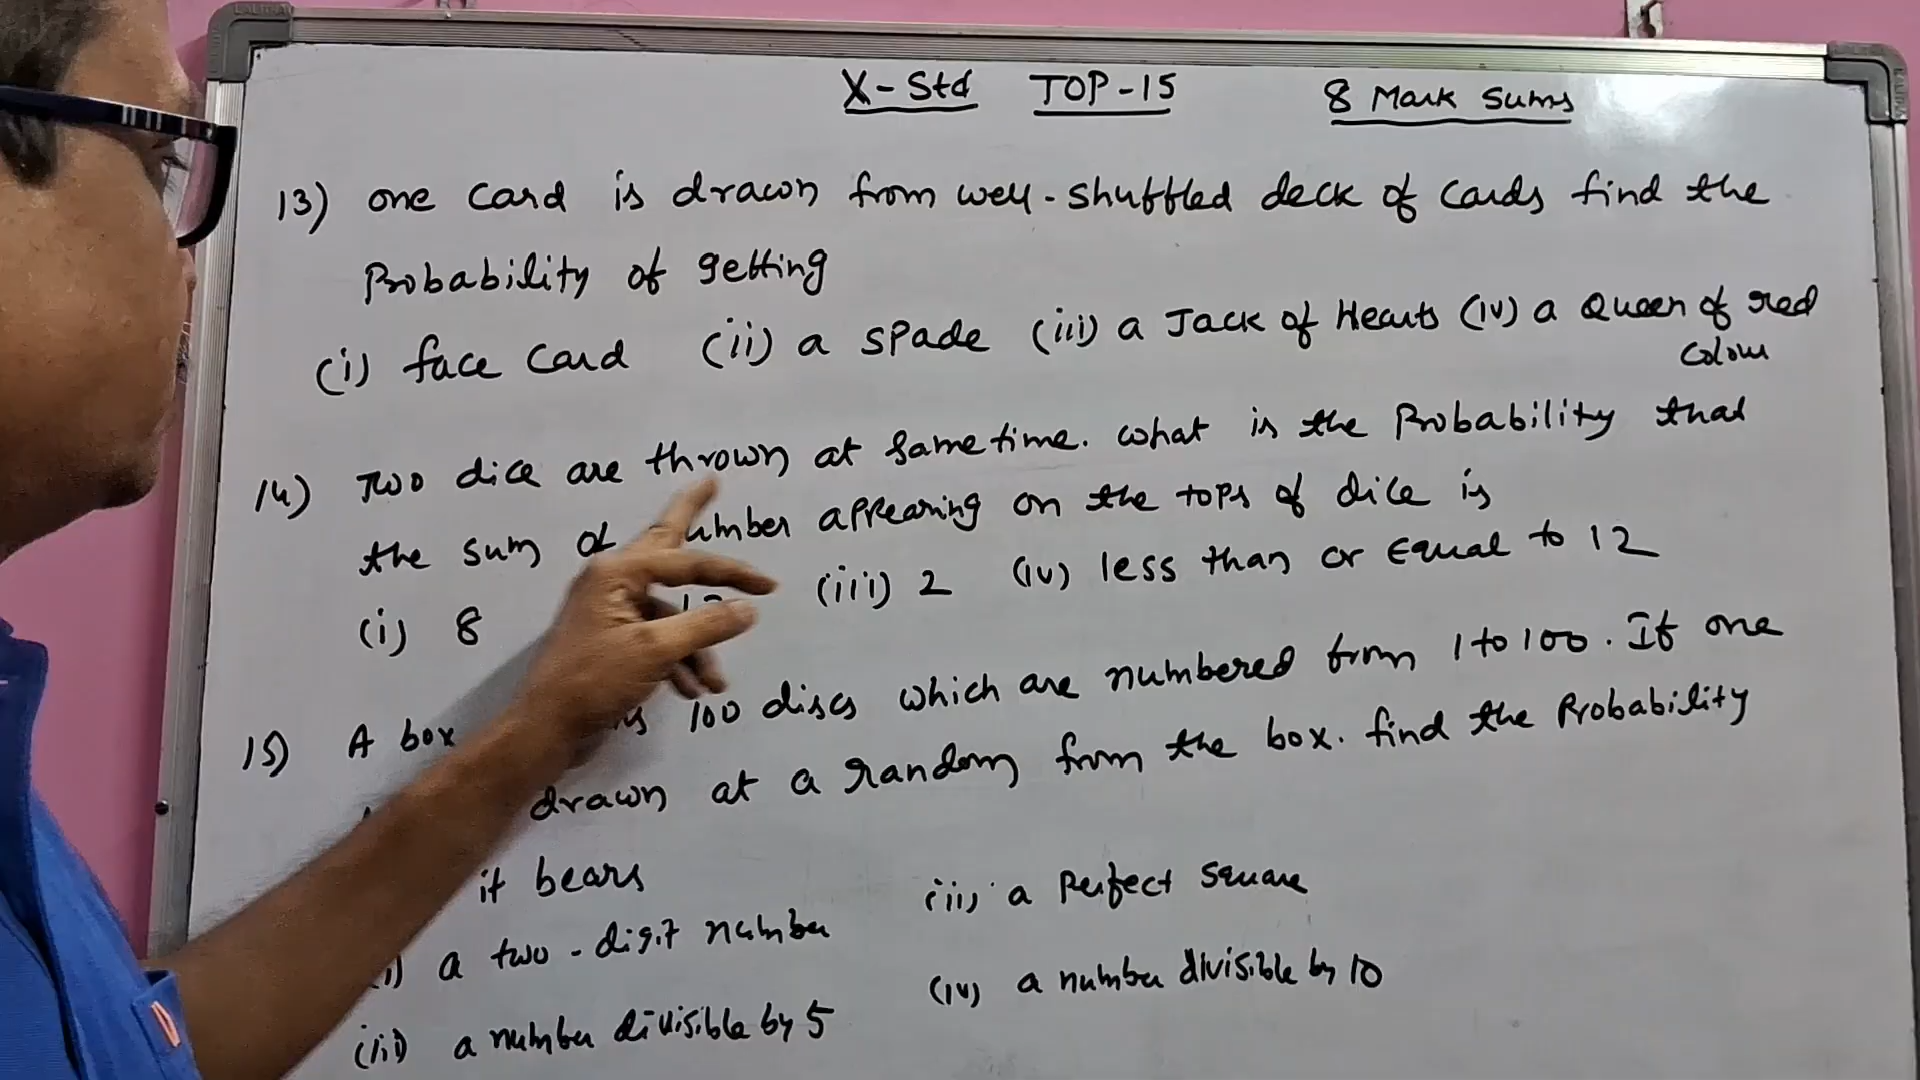 X-Std TOP-15 8 Mark Sums
13) one card is drawn from well-shuffled deck of cards find the
Probability of getting
(i) face card (ii) a spade (iii) a Jack of Hearts (iv) a Queen of red
colour
14) Two dice are thrown at same time. what is the Probability that
the sum of number appearing on the tops of dice is
(i) 8 (iii) 2 (iv) less than or equal to 12
15) A box 100 discs which are numbered from 1 to 100. If one
drawn at a random from the box. find the Probability
it bears
(i) a two-digit number (iii) a Perfect square
(ii) a number divisible by 5 (iv) a number divisible by 10